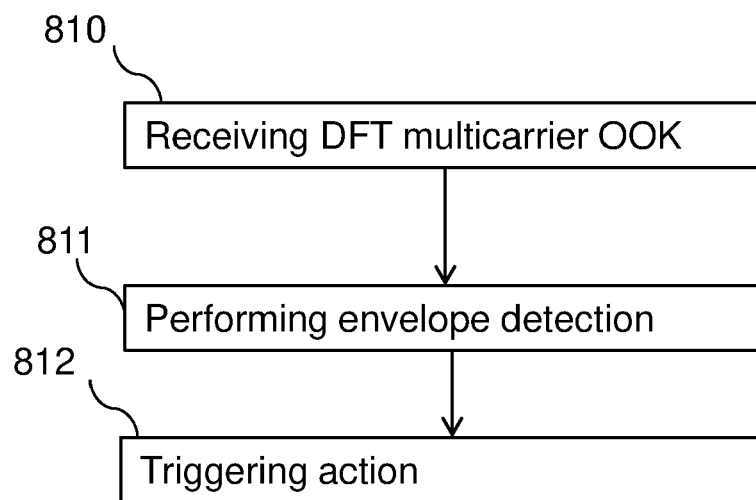 810
Receiving DFT multicarrier OOK
811
Performing envelope detection
812
Triggering action